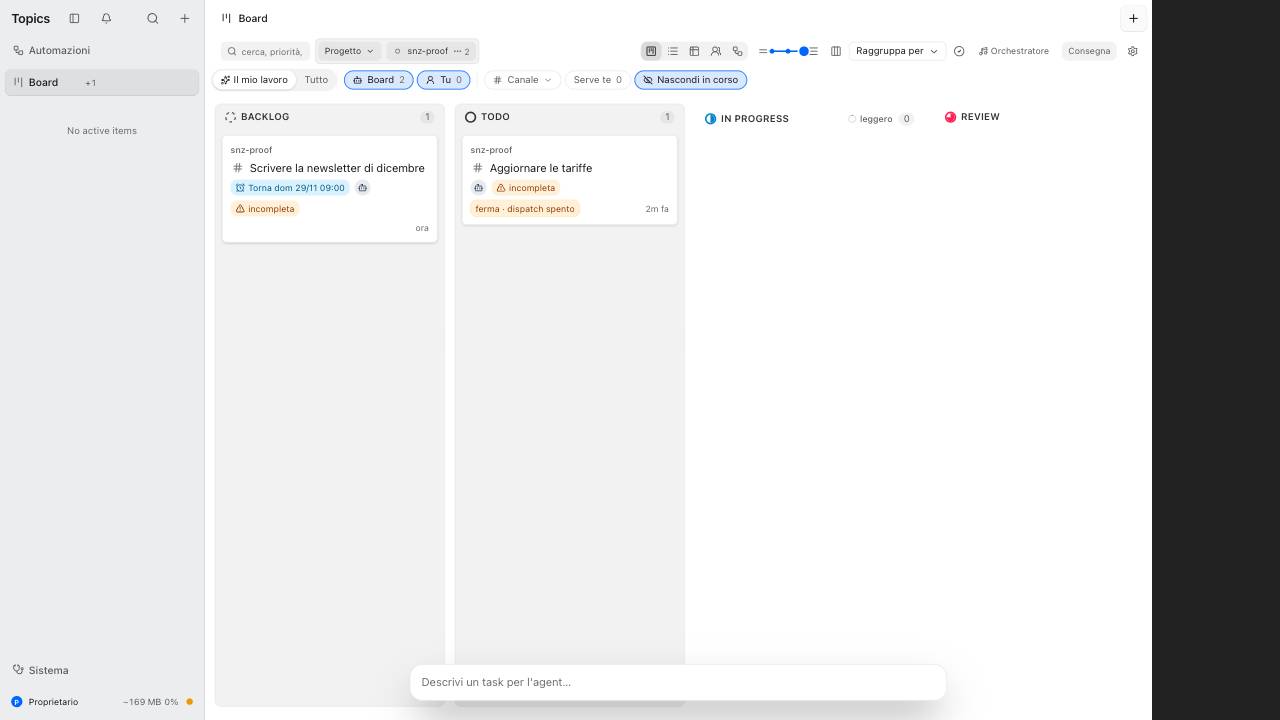 Topics
Automazioni
Board +1
No active items
Sistema
P Proprietario ~169 MB 0%
Board
cerca, priorità,
Progetto
snz-proof 2
Raggruppa per
Orchestratore
Consegna
Il mio lavoro
Tutto
Board 2
Tu 0
# Canale
Serve te 0
Nascondi in corso
BACKLOG 1
snz-proof
# Scrivere la newsletter di dicembre
Torna dom 29/11 09:00
incompleta
ora
TODO 1
snz-proof
# Aggiornare le tariffe
incompleta
ferma · dispatch spento 2m fa
IN PROGRESS leggero 0
REVIEW
Descrivi un task per l'agent...